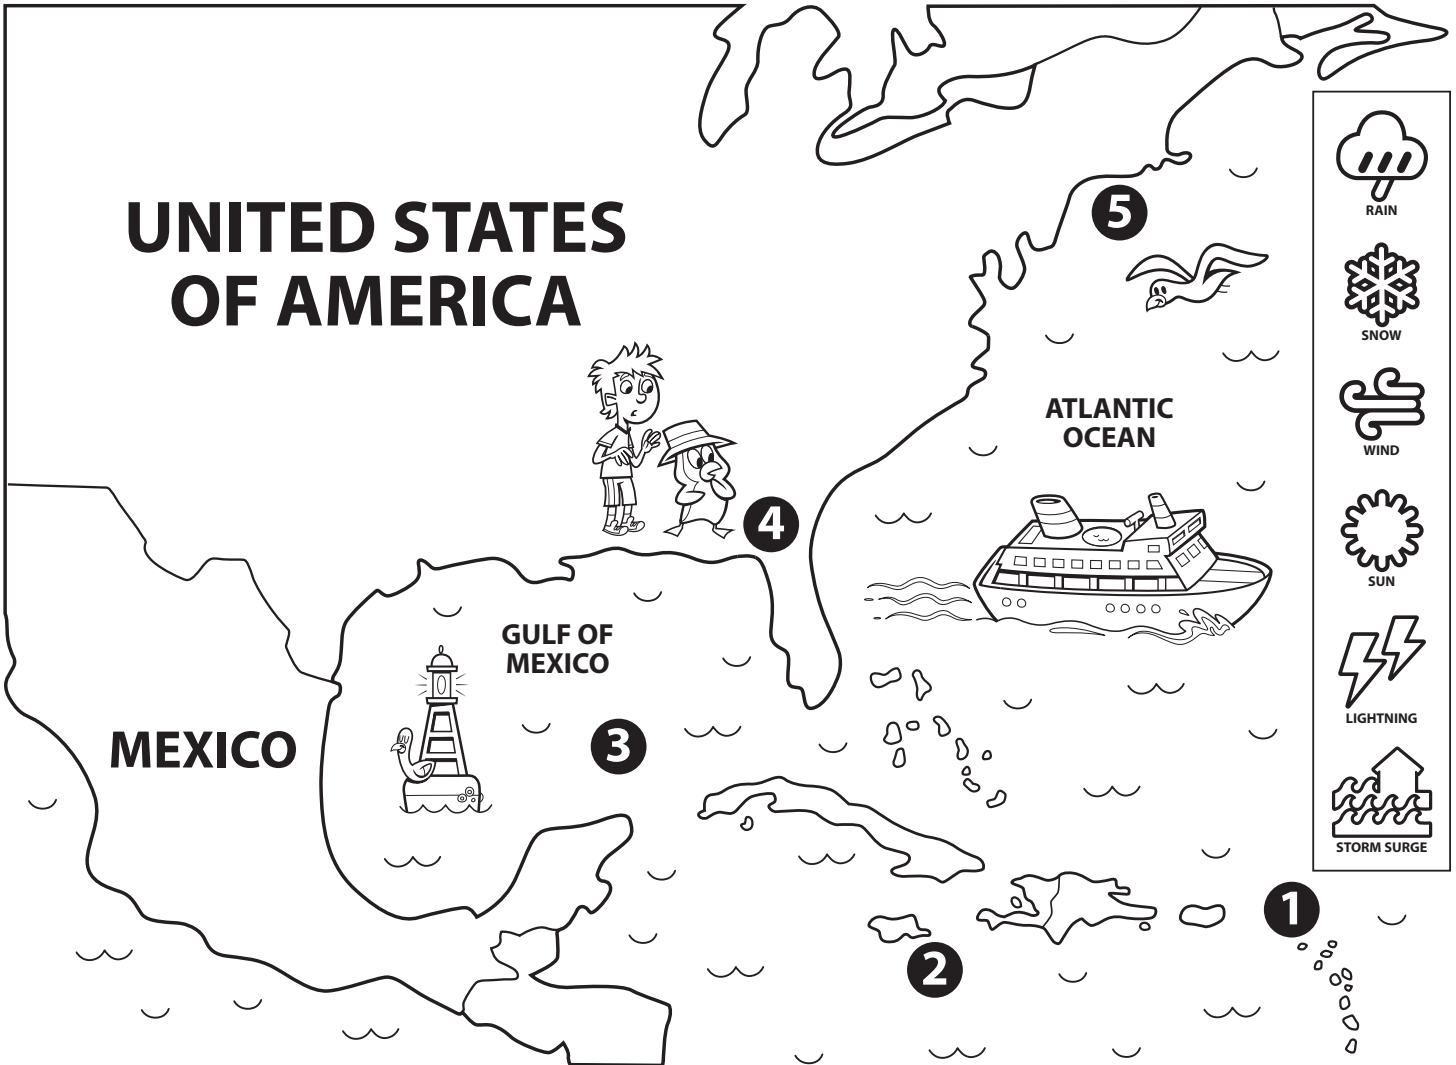 UNITED STATES
OF AMERICA
ATLANTIC
OCEAN
GULF OF
MEXICO
MEXICO
5
4
3
1
2
RAIN
SNOW
WIND
SUN
LIGHTNING
STORM SURGE